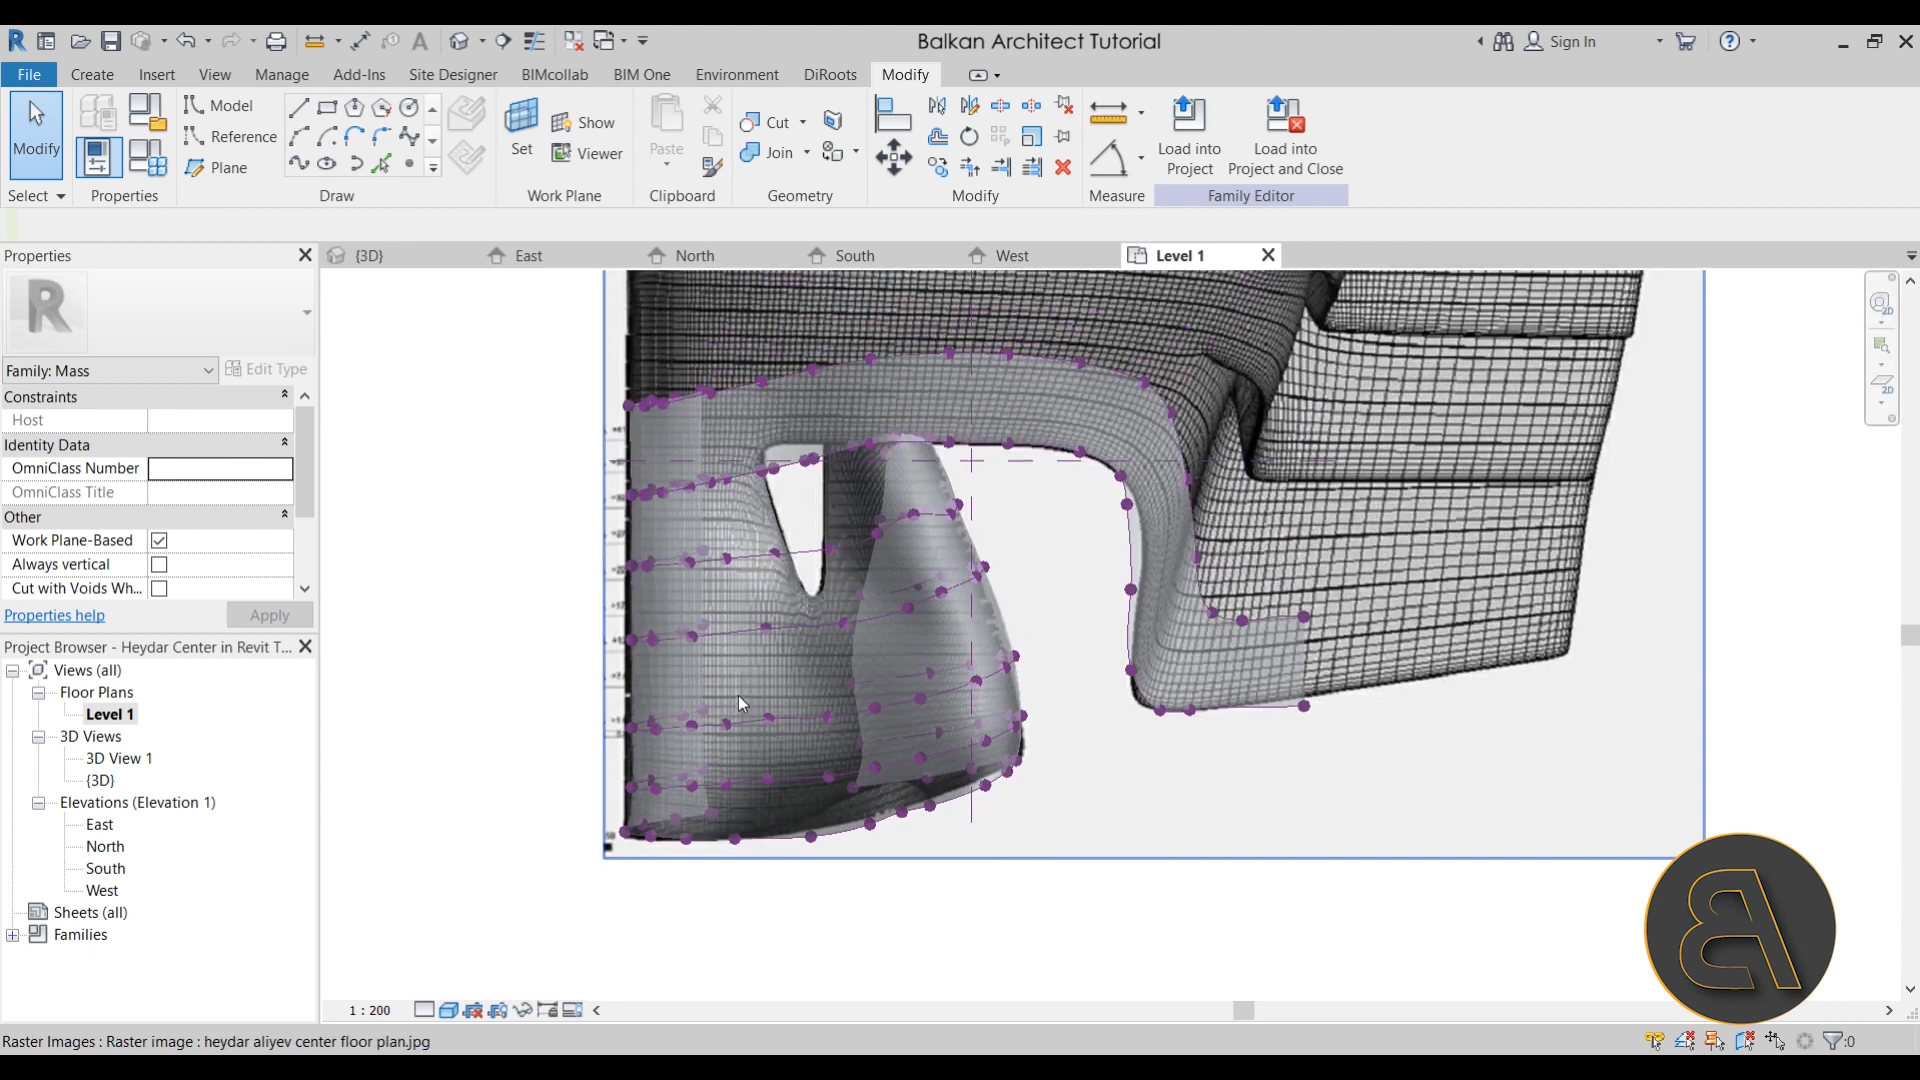 Balkan Architect Tutorial
Sign In
File Create Insert View Manage Add-Ins Site Designer BIMcollab BIM One Environment DiRoots Modify
Modify
Model
Reference
Plane
Set
Show
Viewer
Paste
Cut
Join
Load into Project
Load into Project and Close
Select Properties Draw Work Plane Clipboard Geometry Modify Measure Family Editor
Properties
{3D} East North South West Level 1
R
Family: Mass
Edit Type
Constraints
Host
Identity Data
OmniClass Number
OmniClass Title
Other
Work Plane-Based
Always vertical
Cut with Voids Wh...
Properties help
Apply
Project Browser - Heydar Center in Revit T...
Views (all)
Floor Plans
Level 1
3D Views
3D View 1
{3D}
Elevations (Elevation 1)
East
North
South
West
Sheets (all)
Families
1 : 200
Raster Images : Raster image : heydar aliyev center floor plan.jpg
:0